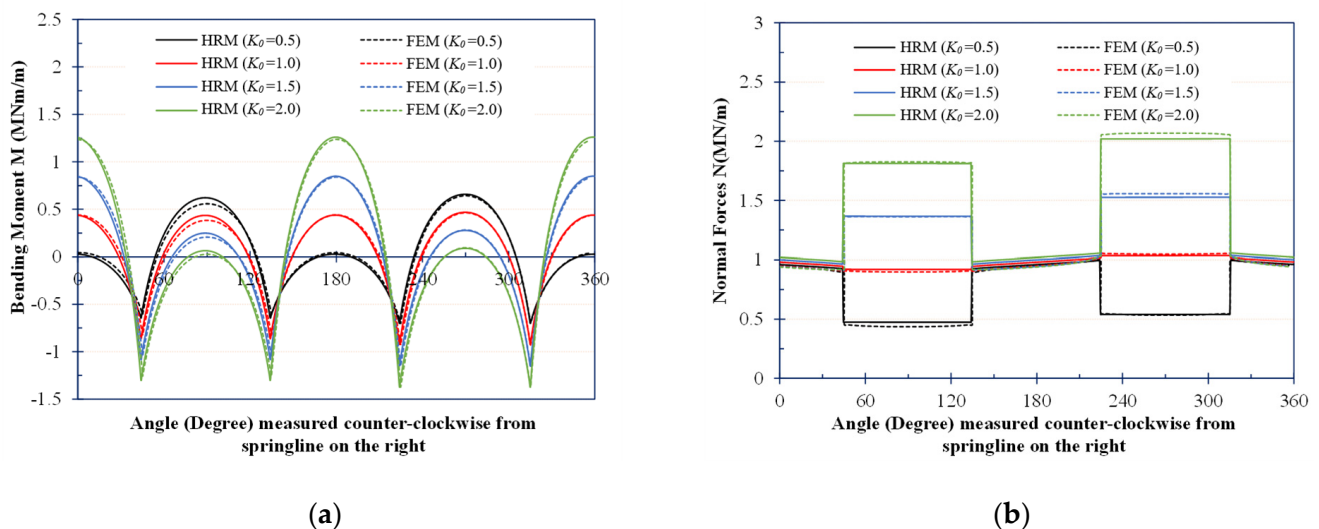 2.5
2
1.5
1
0.5
0
-0.5
-1
-1.5
Bending Moment M (MNm/m)
HRM (K0=0.5)
FEM (K0=0.5)
HRM (K0=1.0)
FEM (K0=1.0)
HRM (K0=1.5)
FEM (K0=1.5)
HRM (K0=2.0)
FEM (K0=2.0)
0 60 120 180 240 300 360
Angle (Degree) measured counter-clockwise from
springline on the right
(a)
3
2.5
2
1.5
1
0.5
0
Normal Forces N(MN/m)
HRM (K0=0.5)
FEM (K0=0.5)
HRM (K0=1.0)
FEM (K0=1.0)
HRM (K0=1.5)
FEM (K0=1.5)
HRM (K0=2.0)
FEM (K0=2.0)
0 60 120 180 240 300 360
Angle (Degree) measured counter-clockwise from
springline on the right
(b)